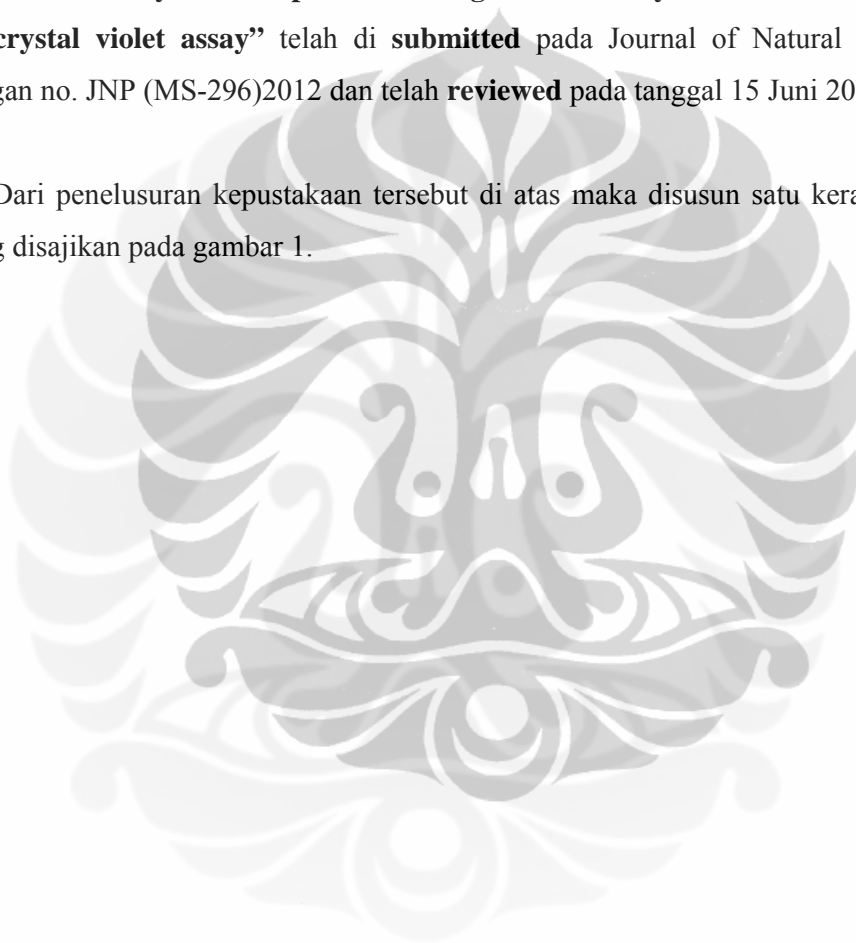 crystal violet assay” telah di submitted pada Journal of Natural
gan no. JNP (MS-296)2012 dan telah reviewed pada tanggal 15 Juni 20
Dari penelusuran kepustakaan tersebut di atas maka disusun satu kera
g disajikan pada gambar 1.